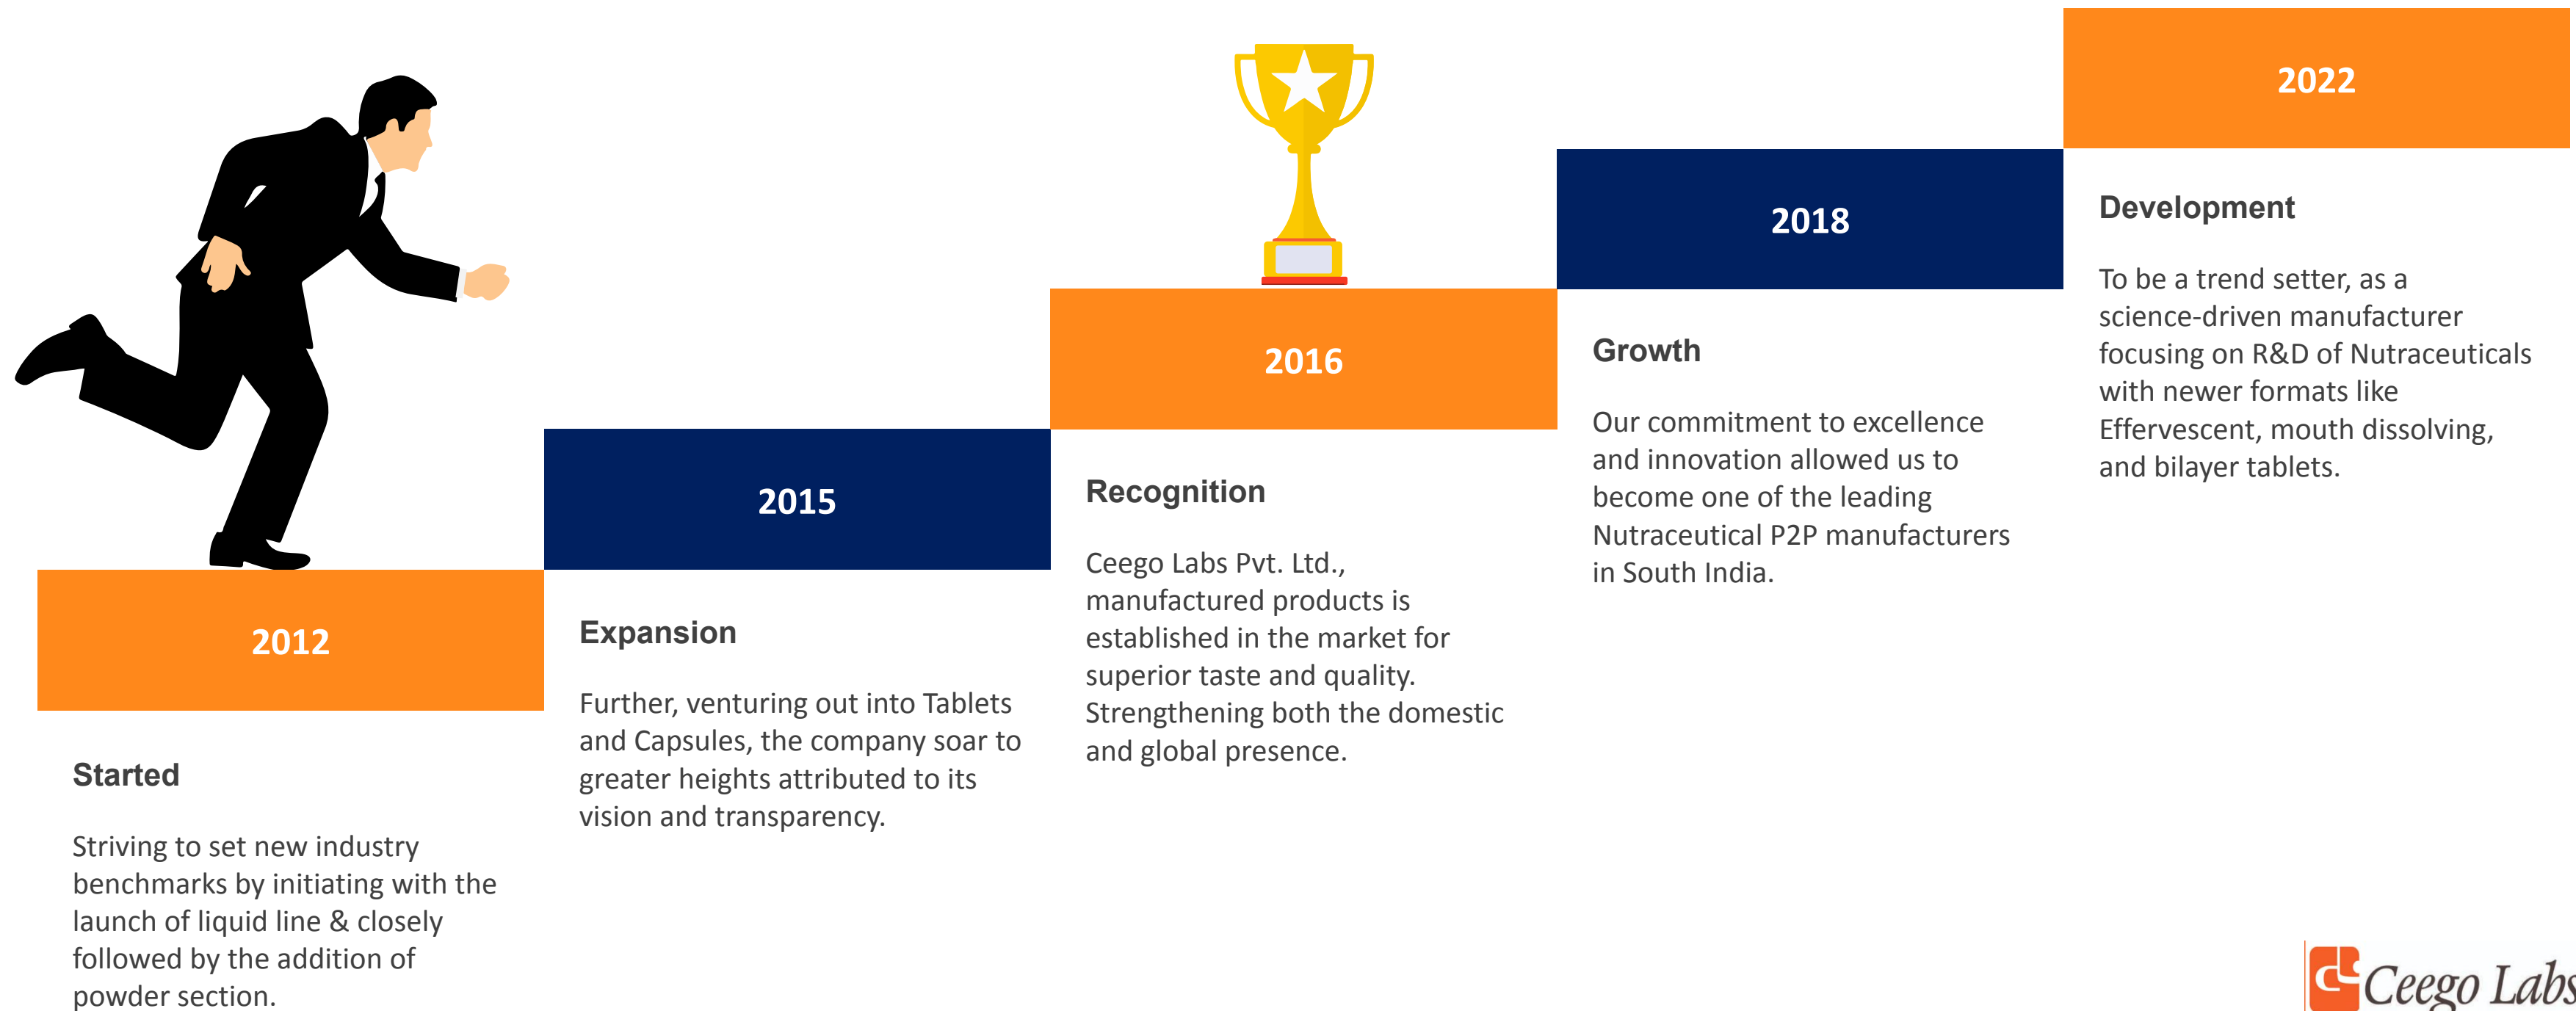 2012
Started
Striving to set new industry
benchmarks by initiating with the
launch of liquid line & closely
followed by the addition of
powder section.
2015
Expansion
Further, venturing out into Tablets
and Capsules, the company soar to
greater heights attributed to its
vision and transparency.
2016
Recognition
Ceego Labs Pvt. Ltd.,
manufactured products is
established in the market for
superior taste and quality.
Strengthening both the domestic
and global presence.
2018
Growth
Our commitment to excellence
and innovation allowed us to
become one of the leading
Nutraceutical P2P manufacturers
in South India.
2022
Development
To be a trend setter, as a
science-driven manufacturer
focusing on R&D of Nutraceuticals
with newer formats like
Effervescent, mouth dissolving,
and bilayer tablets.
Ceego Labs